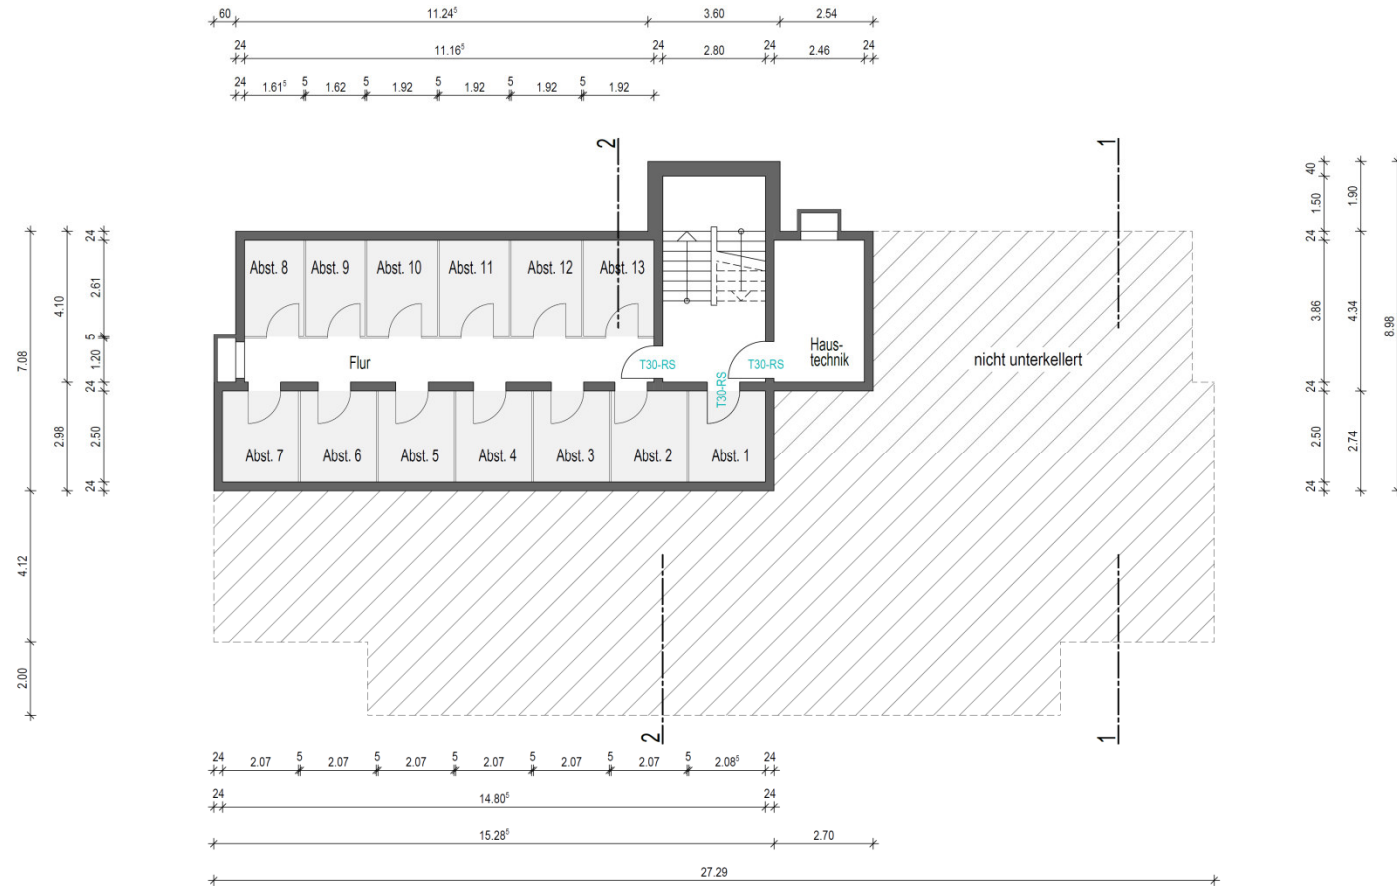 60 11.24⁵ 3.60 2.54
24 11.16⁵ 24 2.80 24 2.46 24
24 1.61⁵ 5 1.62 5 1.92 5 1.92 5 1.92 5 1.92
2 1
40 1.50 24 3.86 24 2.50 24
1.90 4.34 2.74
8.98
7.08 4.12 2.00
4.10 2.98
24 2.61 5 1.20 24 2.50 24
Abst. 8 Abst. 9 Abst. 10 Abst. 11 Abst. 12 Abst. 13
Flur
T30-RS T30-RS
T30-RS
Haus-
technik
nicht unterkellert
Abst. 7 Abst. 6 Abst. 5 Abst. 4 Abst. 3 Abst. 2 Abst. 1
2 1
24 2.07 5 2.07 5 2.07 5 2.07 5 2.07 5 2.07 5 2.08⁵ 24
24 14.80⁵ 24
15.28⁵ 2.70
27.29